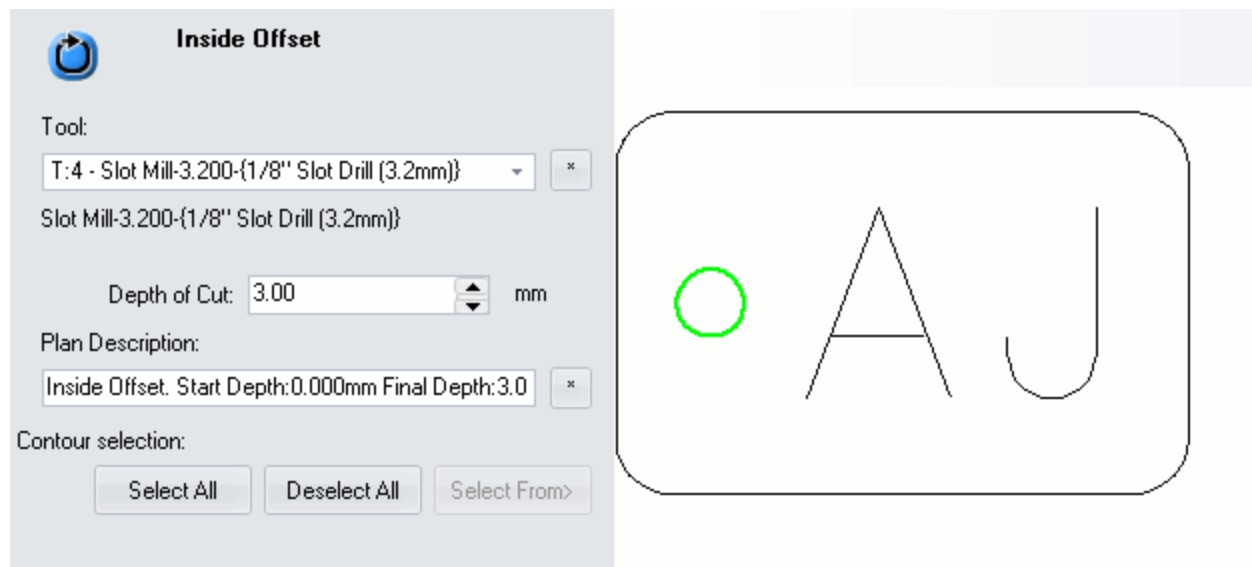 Inside Offset
Tool:
T:4 - Slot Mill-3.200-{1/8'' Slot Drill (3.2mm)}
*
Slot Mill-3.200-{1/8'' Slot Drill (3.2mm)}
Depth of Cut: 3.00 mm
Plan Description:
Inside Offset. Start Depth:0.000mm Final Depth:3.0
*
Contour selection:
Select All Deselect All Select From>
AJ